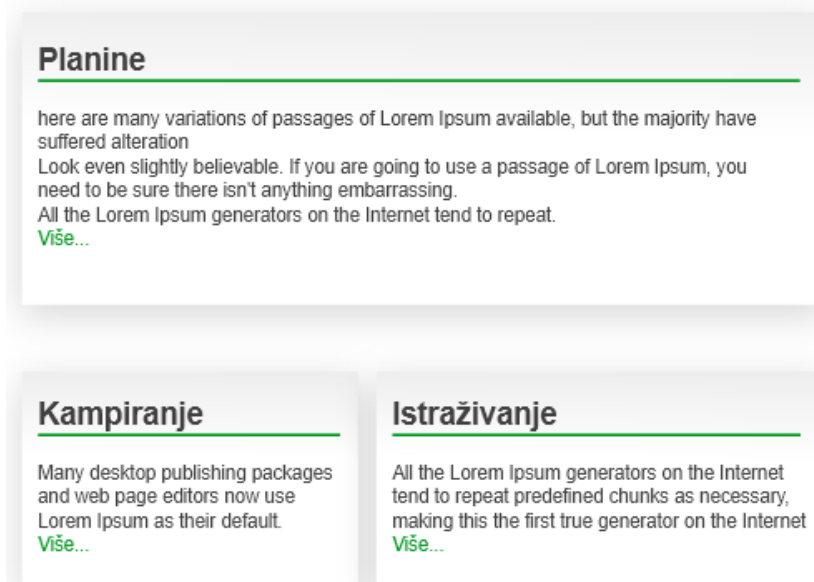 Planine
here are many variations of passages of Lorem Ipsum available, but the majority have
suffered alteration
Look even slightly believable. If you are going to use a passage of Lorem Ipsum, you
need to be sure there isn't anything embarrassing.
All the Lorem Ipsum generators on the Internet tend to repeat.
Više...
Kampiranje
Many desktop publishing packages
and web page editors now use
Lorem Ipsum as their default.
Više...
Istraživanje
All the Lorem Ipsum generators on the Internet
tend to repeat predefined chunks as necessary,
making this the first true generator on the Internet
Više...